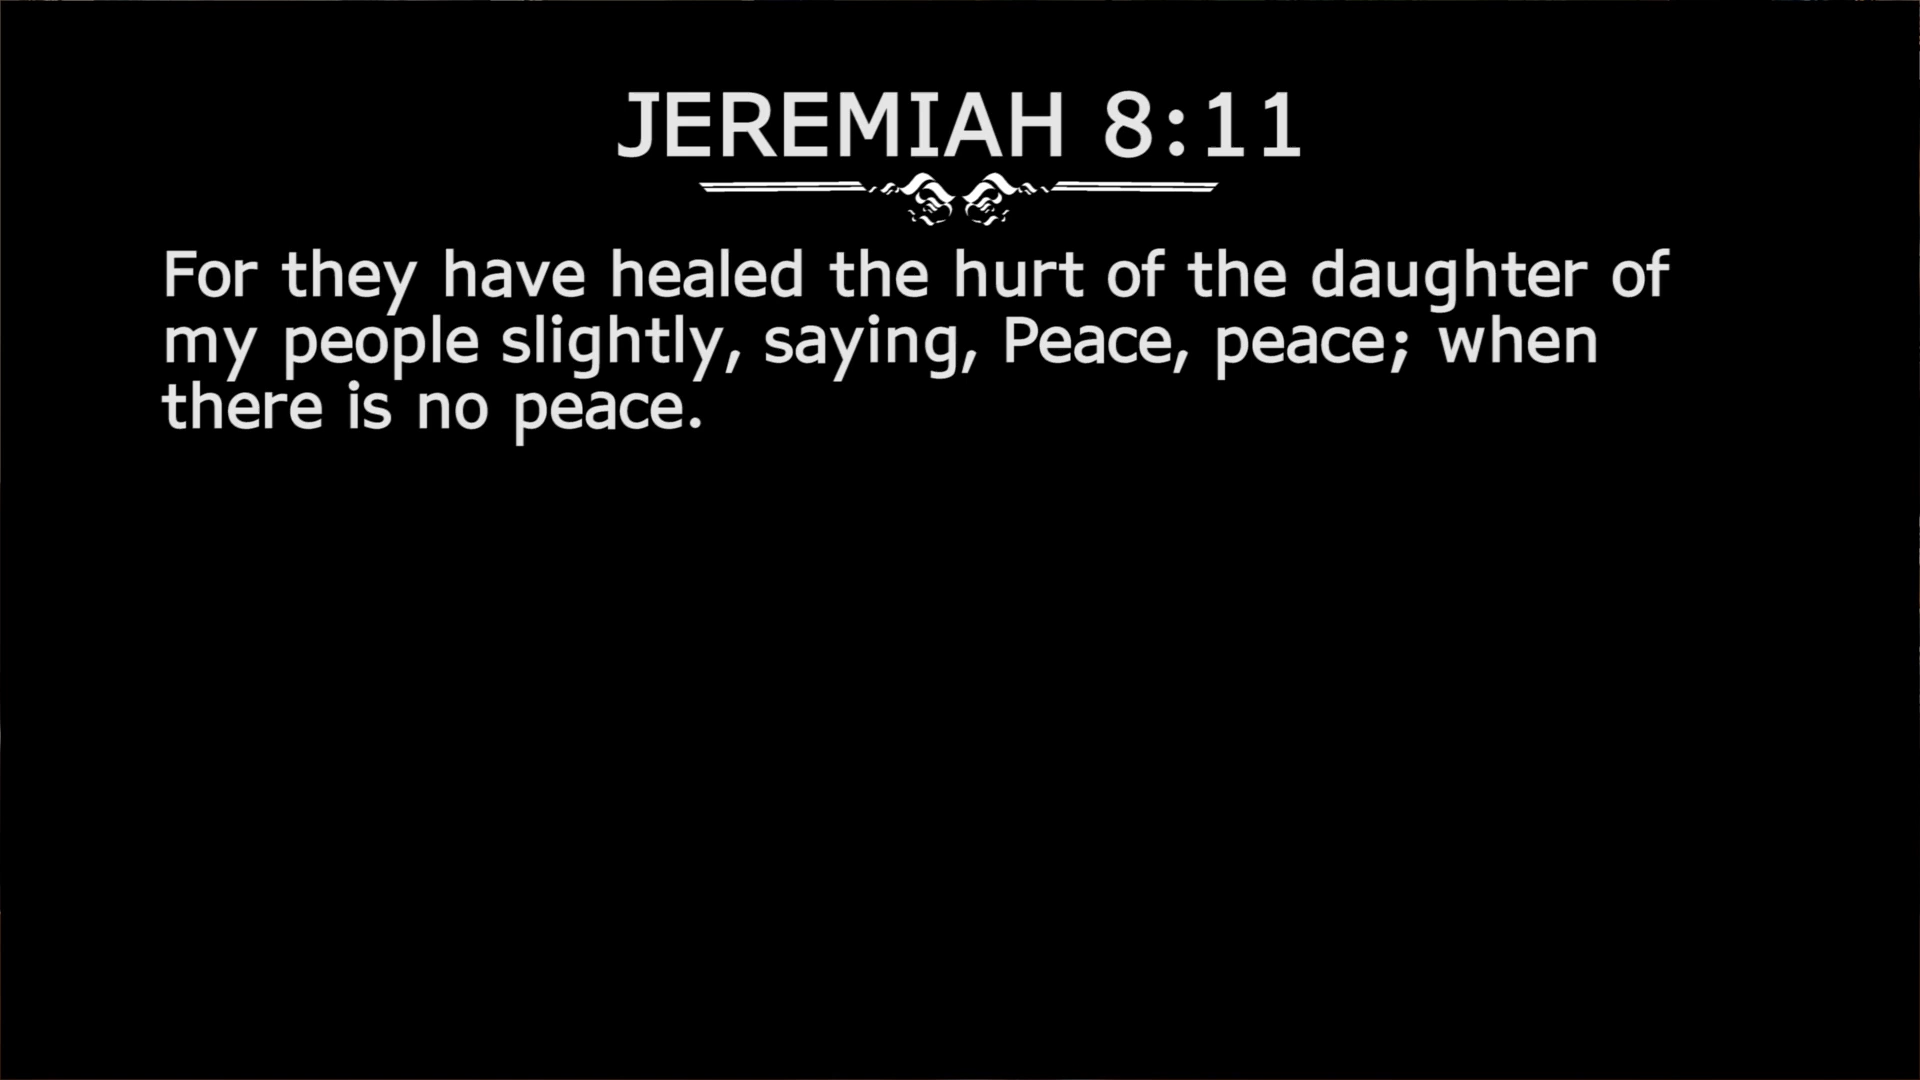 JEREMIAH 8:11
For they have healed the hurt of the daughter of
my people slightly, saying, Peace, peace; when
there is no peace.